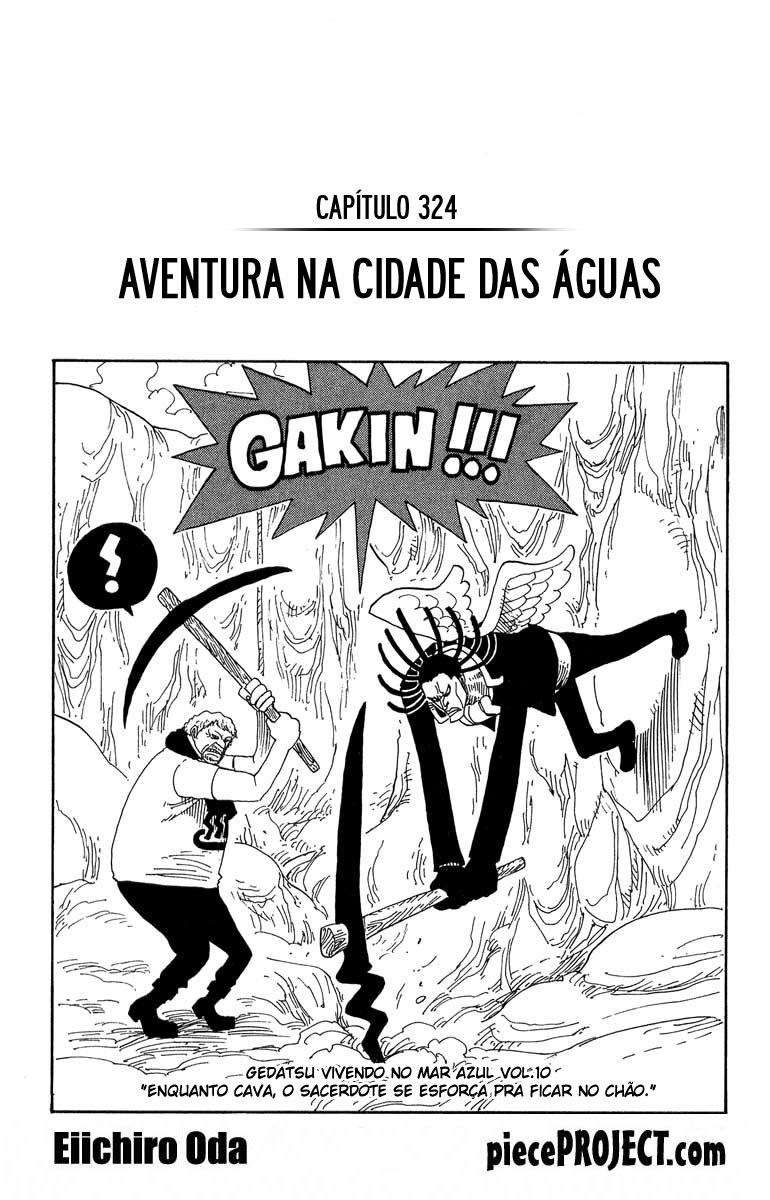 CAPÍTULO 324
AVENTURA NA CIDADE DAS ÁGUAS
GAKIN!!!
!
GEDATSU VIVENDO NO MAR AZUL VOL.10
"ENQUANTO CAVA, O SACERDOTE SE ESFORÇA PRA FICAR NO CHÃO."
Eiichiro Oda
piecePROJECT.com